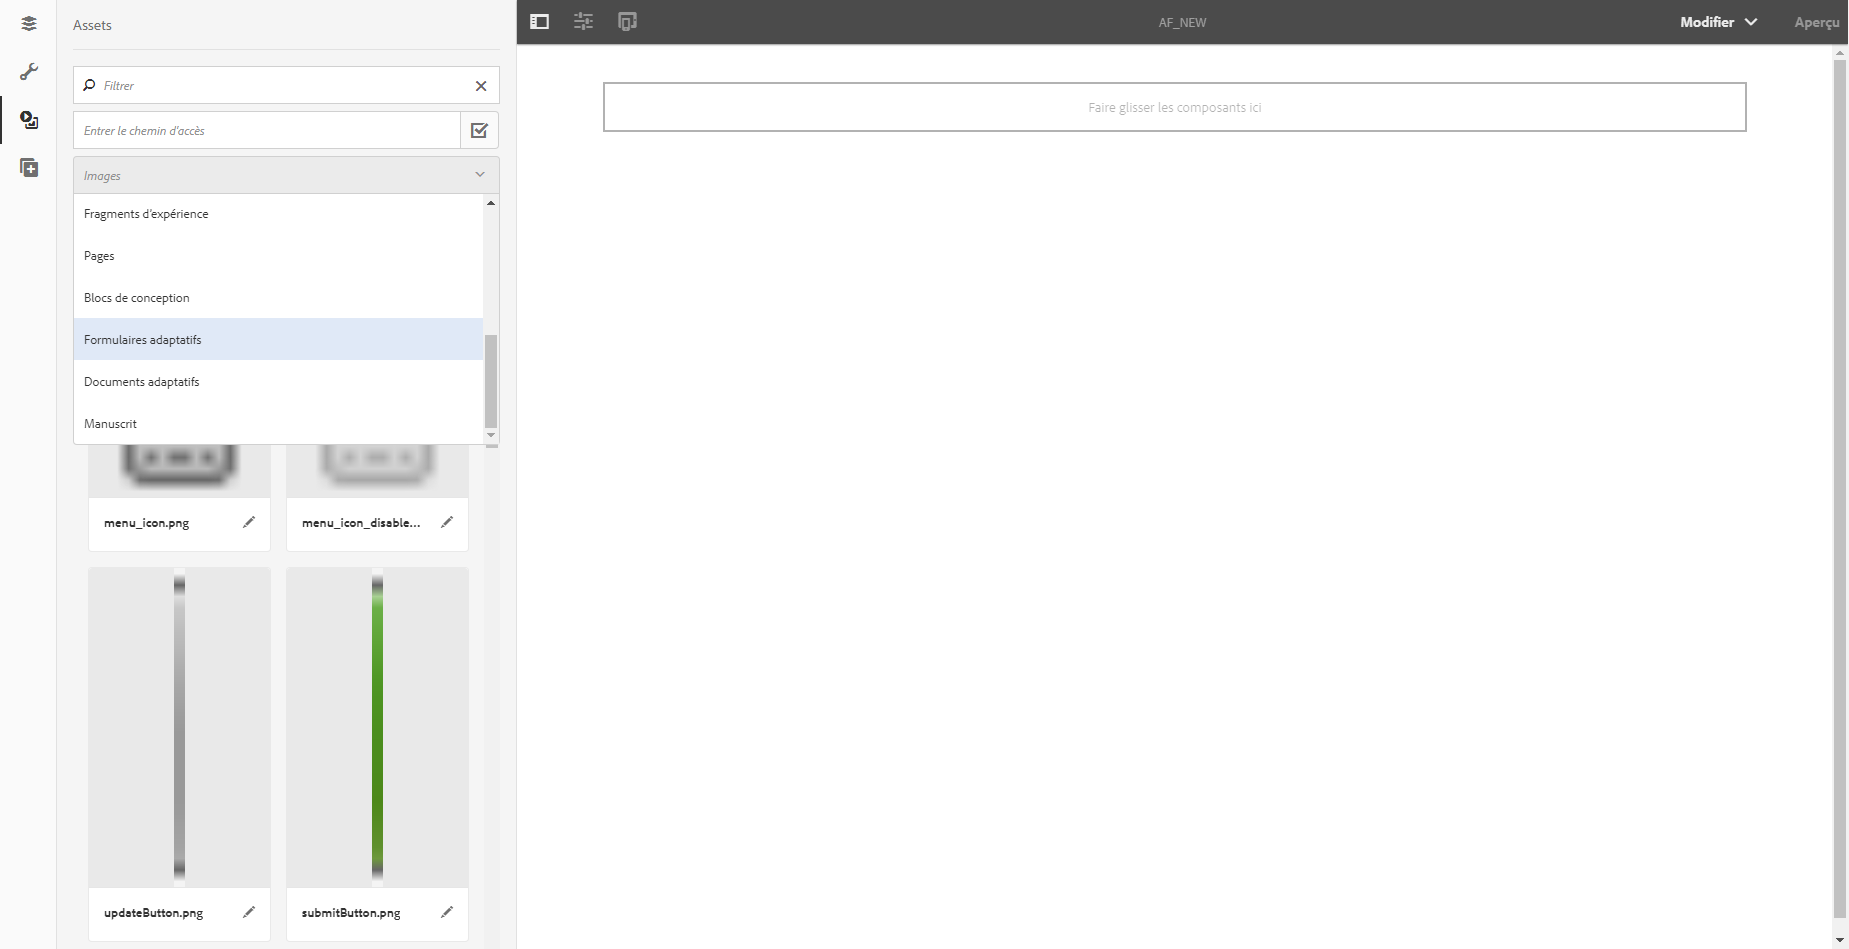 Assets
Filtrer
Entrer le chemin d'accès
Images
Fragments d'expérience
Pages
Blocs de conception
Formulaires adaptatifs
Documents adaptatifs
Manuscrit
menu_icon.png
menu_icon_disable...
updateButton.png
submitButton.png
AF_NEW
Modifier
Aperçu
Faire glisser les composants ici